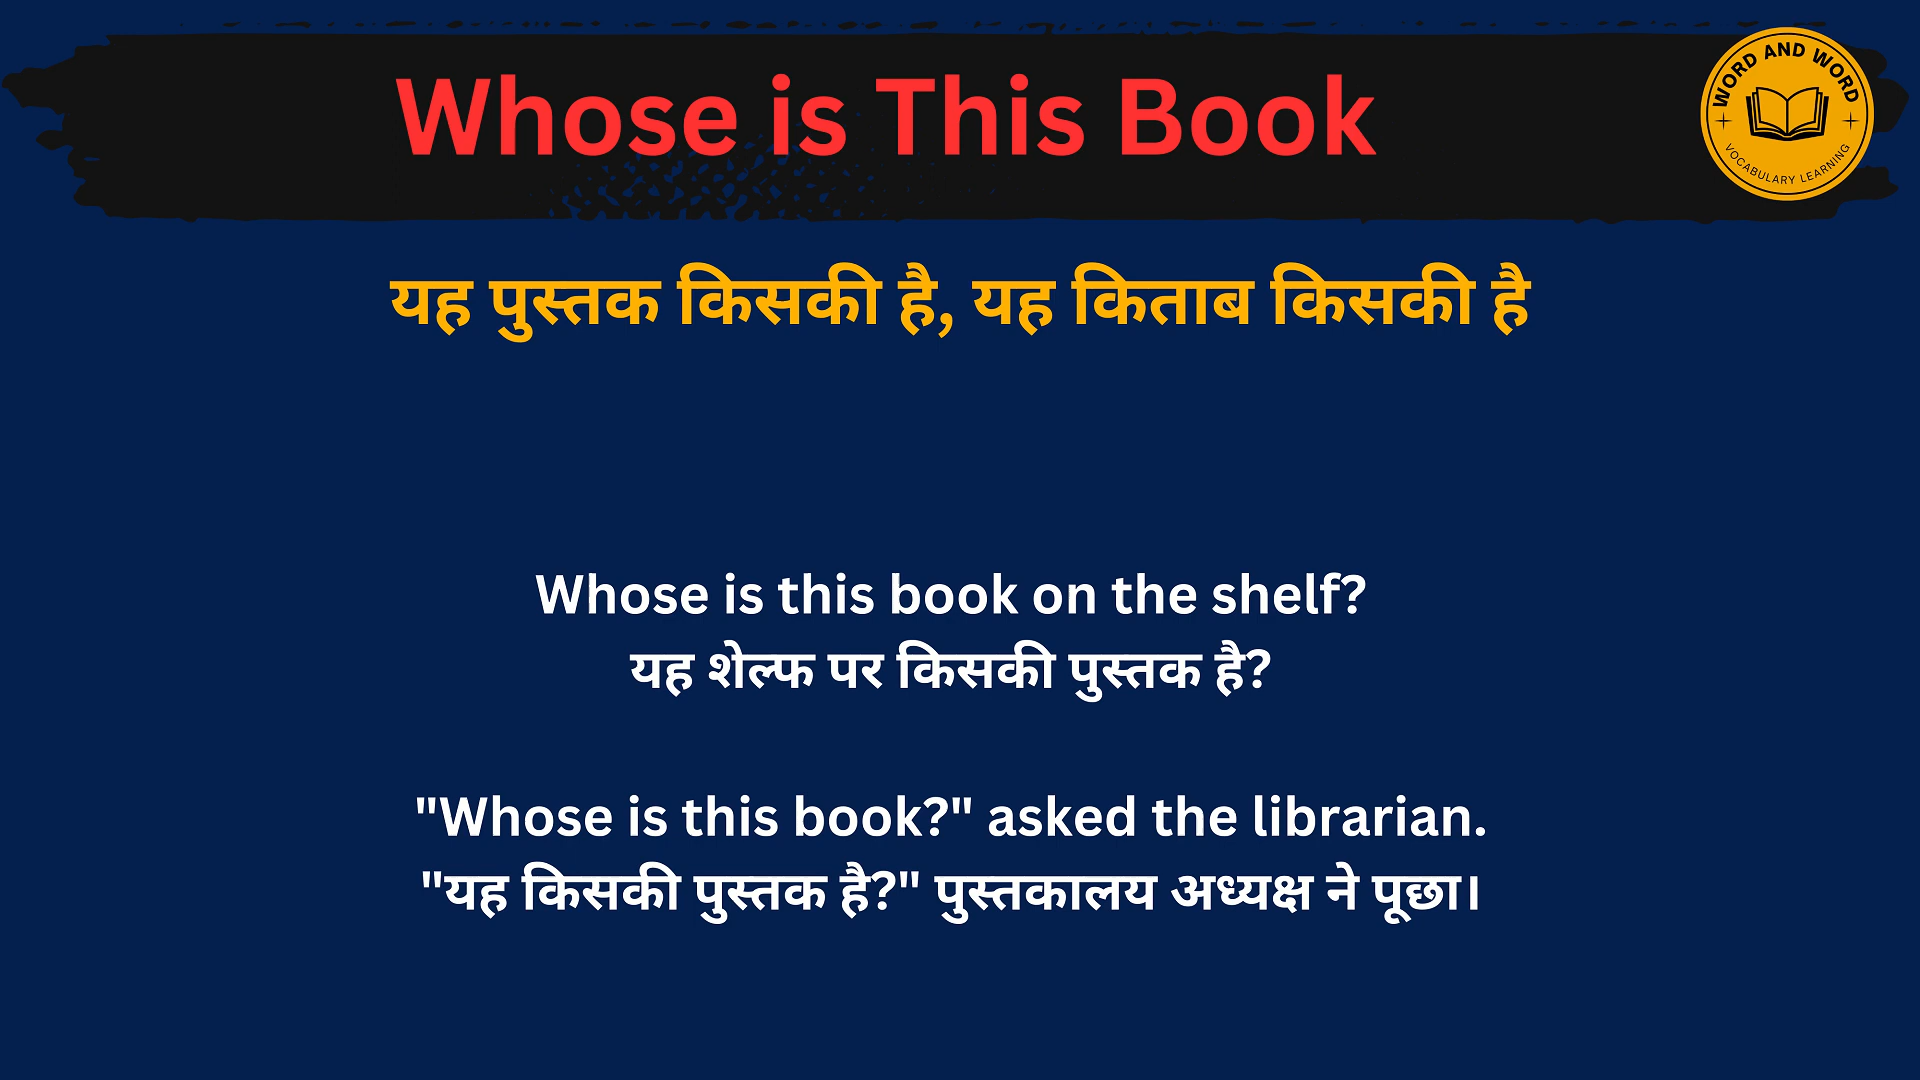 Whose is This Book
WORD AND WORD
VOCABULARY LEARNING
यह पुस्तक किसकी है, यह किताब किसकी है
Whose is this book on the shelf?
यह शेल्फ पर किसकी पुस्तक है?
"Whose is this book?" asked the librarian.
"यह किसकी पुस्तक है?" पुस्तकालय अध्यक्ष ने पूछा।